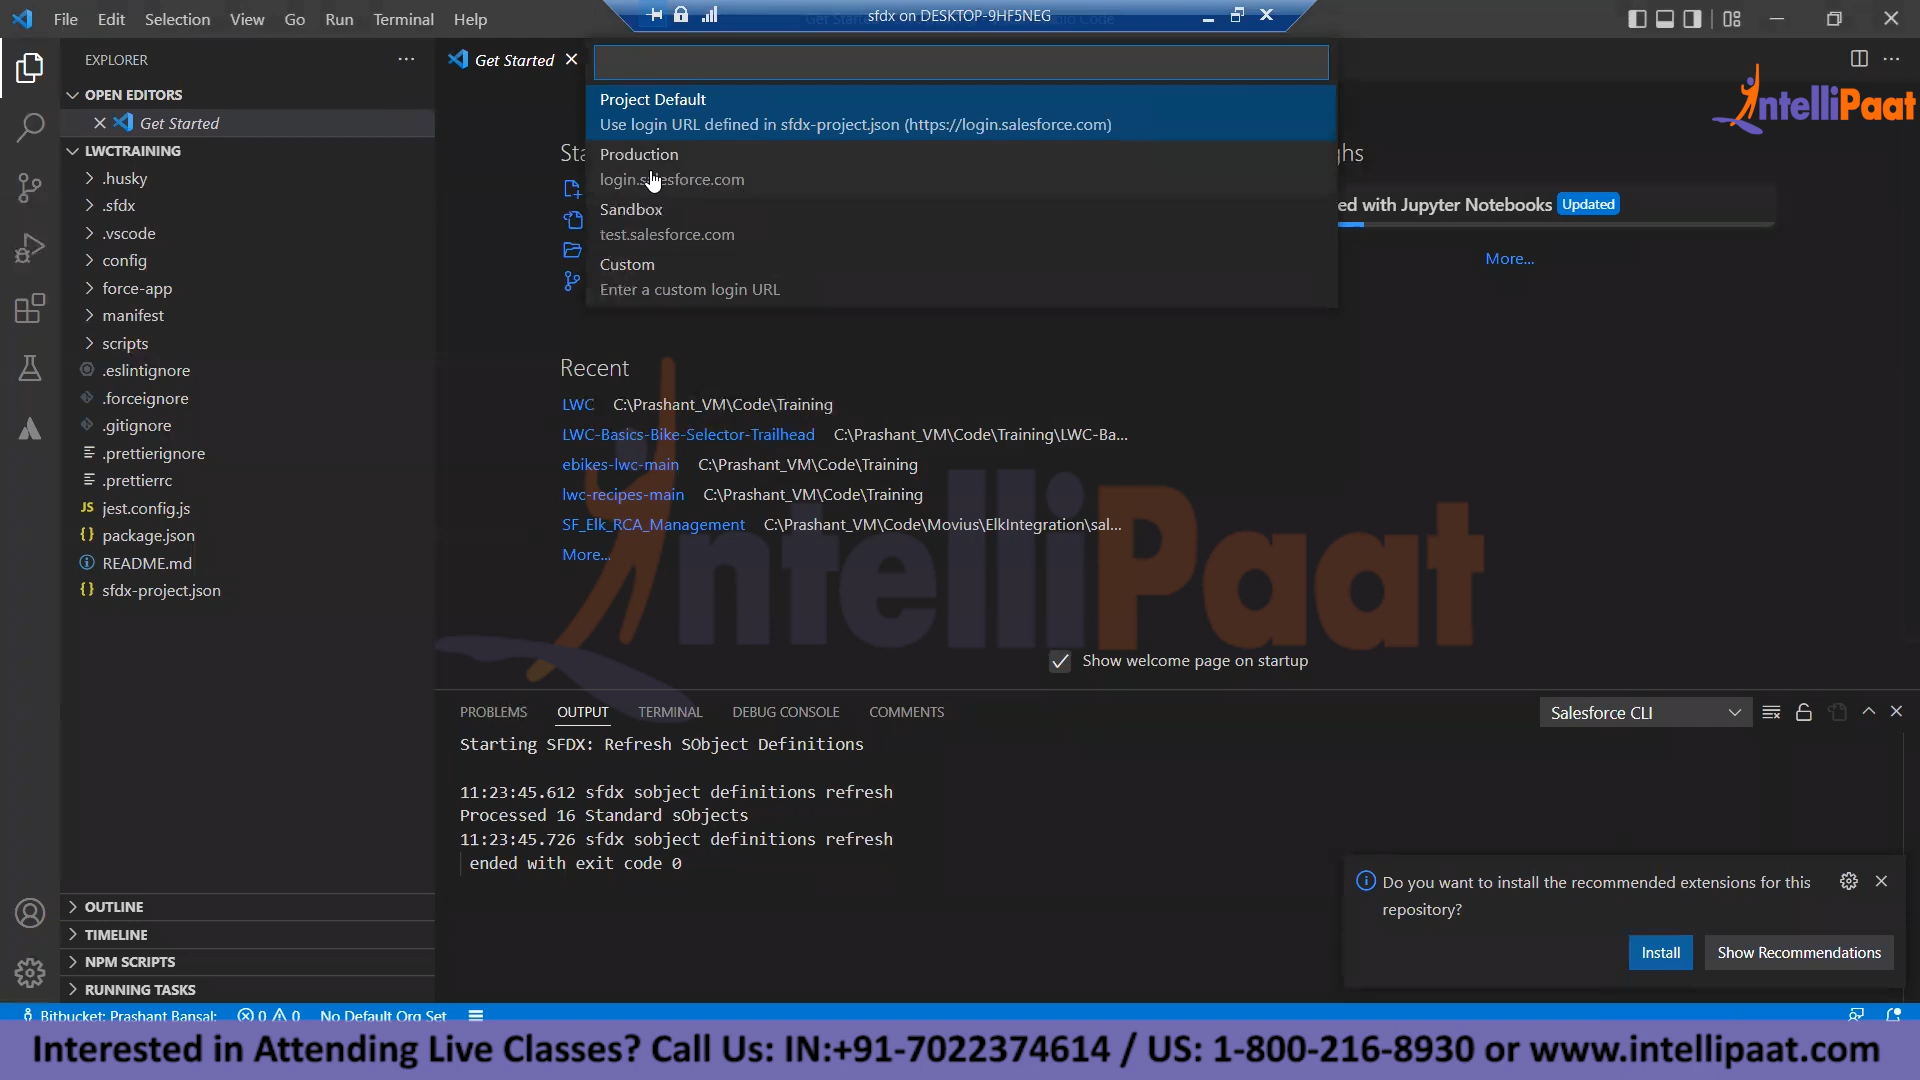 File Edit Selection View Go Run Terminal Help
sfdx on DESKTOP-9HF5NEG
EXPLORER
OPEN EDITORS
Get Started
LWCTRAINING
.husky
.sfdx
.vscode
config
force-app
manifest
scripts
.eslintignore
.forceignore
.gitignore
.prettierignore
.prettierrc
JS jest.config.js
{} package.json
README.md
{} sfdx-project.json
OUTLINE
TIMELINE
NPM SCRIPTS
RUNNING TASKS
Get Started
Project Default
Use login URL defined in sfdx-project.json (https://login.salesforce.com)
Production
login.salesforce.com
Sandbox
test.salesforce.com
Custom
Enter a custom login URL
IntelliPaat
ed with Jupyter Notebooks Updated
More...
Recent
LWC C:\Prashant_VM\Code\Training
LWC-Basics-Bike-Selector-Trailhead C:\Prashant_VM\Code\Training\LWC-Ba...
ebikes-lwc-main C:\Prashant_VM\Code\Training
lwc-recipes-main C:\Prashant_VM\Code\Training
SF_Elk_RCA_Management C:\Prashant_VM\Code\Movius\ElkIntegration\sal...
More...
IntelliPaat
Show welcome page on startup
PROBLEMS OUTPUT TERMINAL DEBUG CONSOLE COMMENTS
Salesforce CLI
Starting SFDX: Refresh SObject Definitions
11:23:45.612 sfdx sobject definitions refresh
Processed 16 Standard sObjects
11:23:45.726 sfdx sobject definitions refresh
ended with exit code 0
Do you want to install the recommended extensions for this
repository?
Install Show Recommendations
Bitbucket: Prashant Bansal: 0 0 No Default Org Set
Interested in Attending Live Classes? Call Us: IN:+91-7022374614 / US: 1-800-216-8930 or www.intellipaat.com